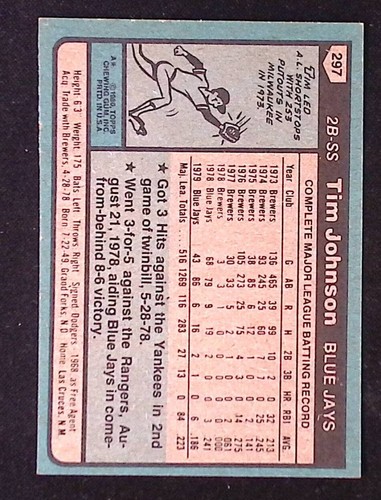 297
2B-SS Tim Johnson BLUE JAYS
TIM LED
A.L. SHORTSTOPS
WITH 253
PUTOUTS IN
MILWAUKEE
IN 1973.
A★
© 1980 TOPPS
CHEWING GUM, INC.
PRTD. IN U.S.A.
COMPLETE MAJOR LEAGUE BATTING RECORD
Year Club G AB R H 2B 3B HR RBI AVG.
1973 Brewers 136 465 39 99 10 2 0 32 .213
1974 Brewers 93 245 25 60 7 7 0 25 .245
1975 Brewers 38 85 6 12 1 0 0 2 .141
1976 Brewers 105 273 25 75 4 3 0 14 .275
1977 Brewers 30 33 5 2 1 0 0 2 .061
1978 Brewers 3 3 1 0 0 0 0 0 .000
1978 Blue Jays 68 79 9 19 2 0 0 3 .241
1979 Blue Jays 43 86 6 16 2 1 0 6 .186
Maj. Lea. Totals 516 1269 116 283 27 13 0 84 .223
★ Got 3 Hits against the Yankees in 2nd
game of twinbill, 5-28-78.
★ Went 3-for-5 against the Rangers, Au-
gust 21, 1978 aiding Blue Jays in come-
from-behind 8-6 victory.
Height: 6'3" Weight: 175 Bats: Left Throws: Right Signed: Dodgers - 1968 as Free Agent
Acq: Trade with Brewers, 4-28-78 Born: 7-22-49, Grand Forks, N.D. Home: Las Cruces, N.M.